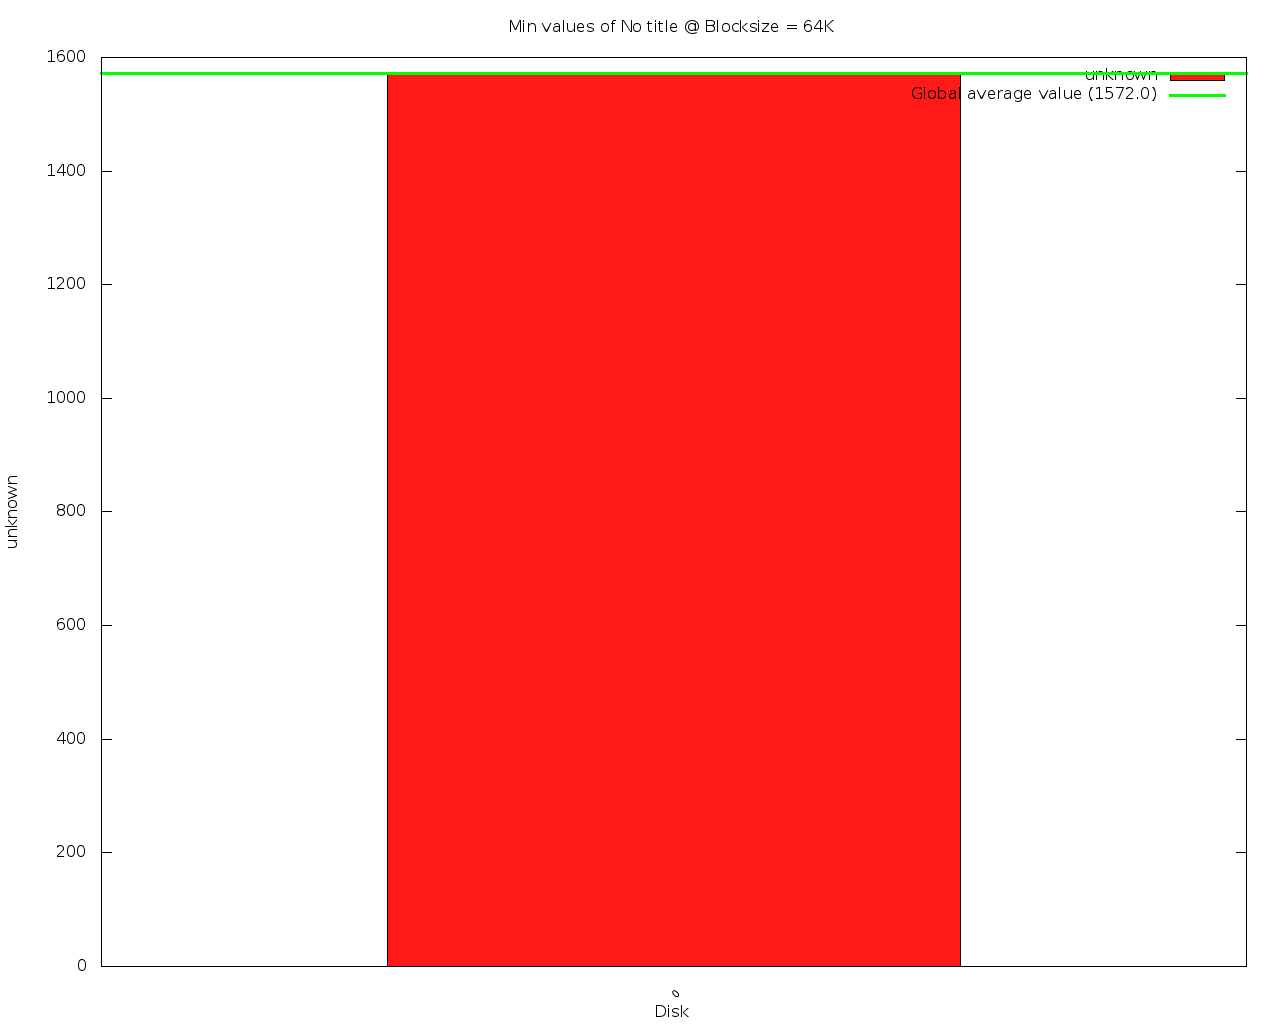 Min values of No title @ Blocksize = 64K
1600
1400
1200
1000
800
600
400
200
0
unknown
unknown
Global average value (1572.0)
0
Disk